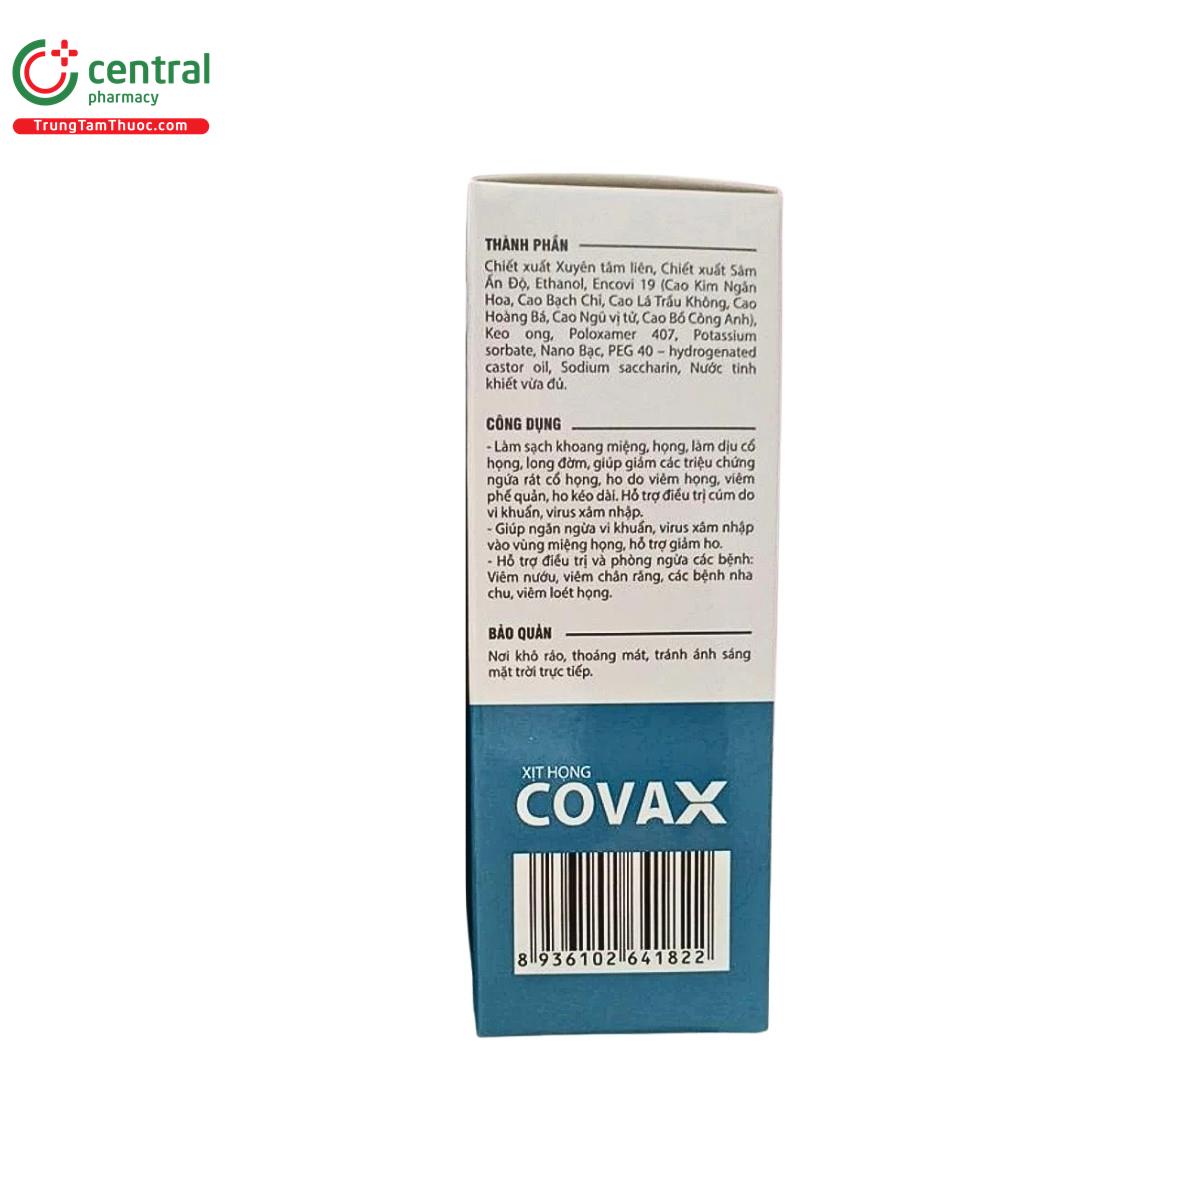 central
pharmacy
TrungTamThuoc.com
THÀNH PHẦN
Chiết xuất Xuyên tâm liên, Chiết xuất Sâm
Ấn Độ, Ethanol, Encovi 19 (Cao Kim Ngân
Hoa, Cao Bạch Chỉ, Cao Lá Trầu Không, Cao
Hoàng Bá, Cao Ngũ vị tử, Cao Bồ Công Anh),
Keo ong, Poloxamer 407, Potassium
sorbate, Nano Bạc, PEG 40 – hydrogenated
castor oil, Sodium saccharin, Nước tinh
khiết vừa đủ.
CÔNG DỤNG
- Làm sạch khoang miệng, họng, làm dịu cổ
họng, long đờm, giúp giảm các triệu chứng
ngứa rát cổ họng, ho do viêm họng, viêm
phế quản, ho kéo dài. Hỗ trợ điều trị cúm do
vi khuẩn, virus xâm nhập.
- Giúp ngăn ngừa vi khuẩn, virus xâm nhập
vào vùng miệng họng, hỗ trợ giảm ho.
- Hỗ trợ điều trị và phòng ngừa các bệnh:
Viêm nướu, viêm chân răng, các bệnh nha
chu, viêm loét họng.
BẢO QUẢN
Nơi khô ráo, thoáng mát, tránh ánh sáng
mặt trời trực tiếp.
XỊT HỌNG
COVAX
8 936102 641822